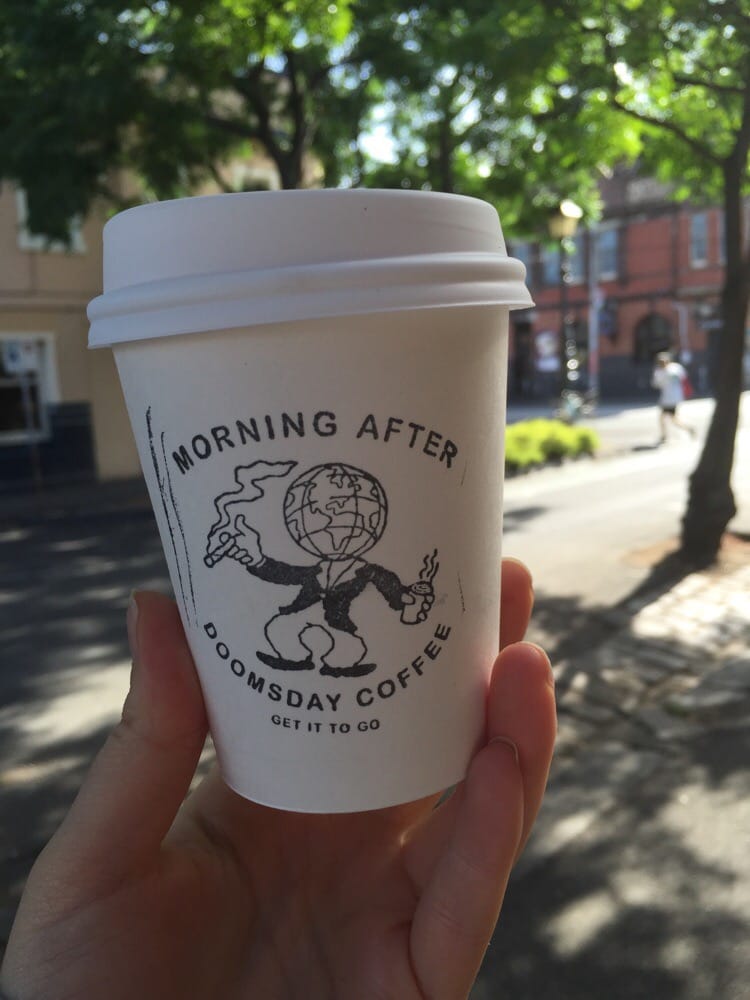 MORNING AFTER
DOOMSDAY COFFEE
GET IT TO GO